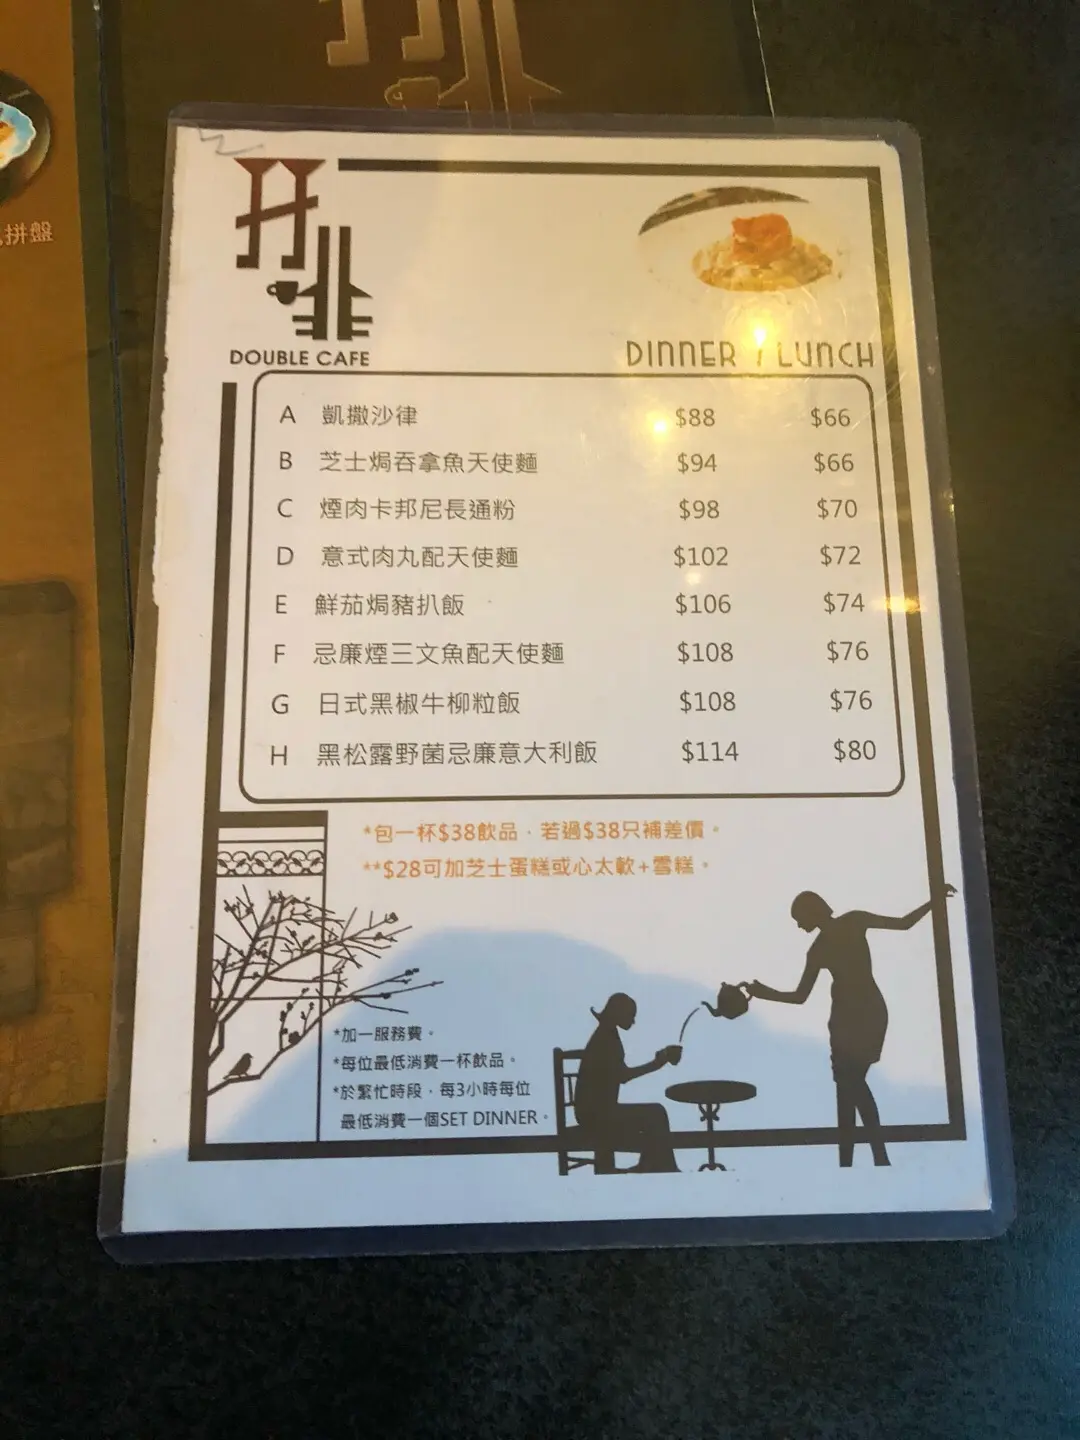 拼盤
DOUBLE CAFE
DINNER / LUNCH
A 凱撒沙律 $88 $66
B 芝士焗吞拿魚天使麵 $94 $66
C 煙肉卡邦尼長通粉 $98 $70
D 意式肉丸配天使麵 $102 $72
E 鮮茄焗豬扒飯 $106 $74
F 忌廉煙三文魚配天使麵 $108 $76
G 日式黑椒牛柳粒飯 $108 $76
H 黑松露野菌忌廉意大利飯 $114 $80
*包一杯$38飲品．若過$38只補差價。
**$28可加芝士蛋糕或心太軟+雪糕。
*加一服務費。
*每位最低消費一杯飲品。
*於繁忙時段．每3小時每位
最低消費一個SET DINNER。